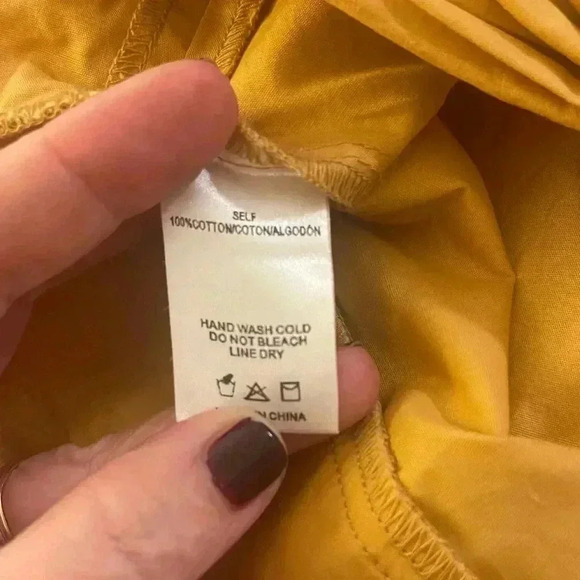 SELF
100%COTTON/COTON/ALGODÓN
HAND WASH COLD
DO NOT BLEACH
LINE DRY
CHINA